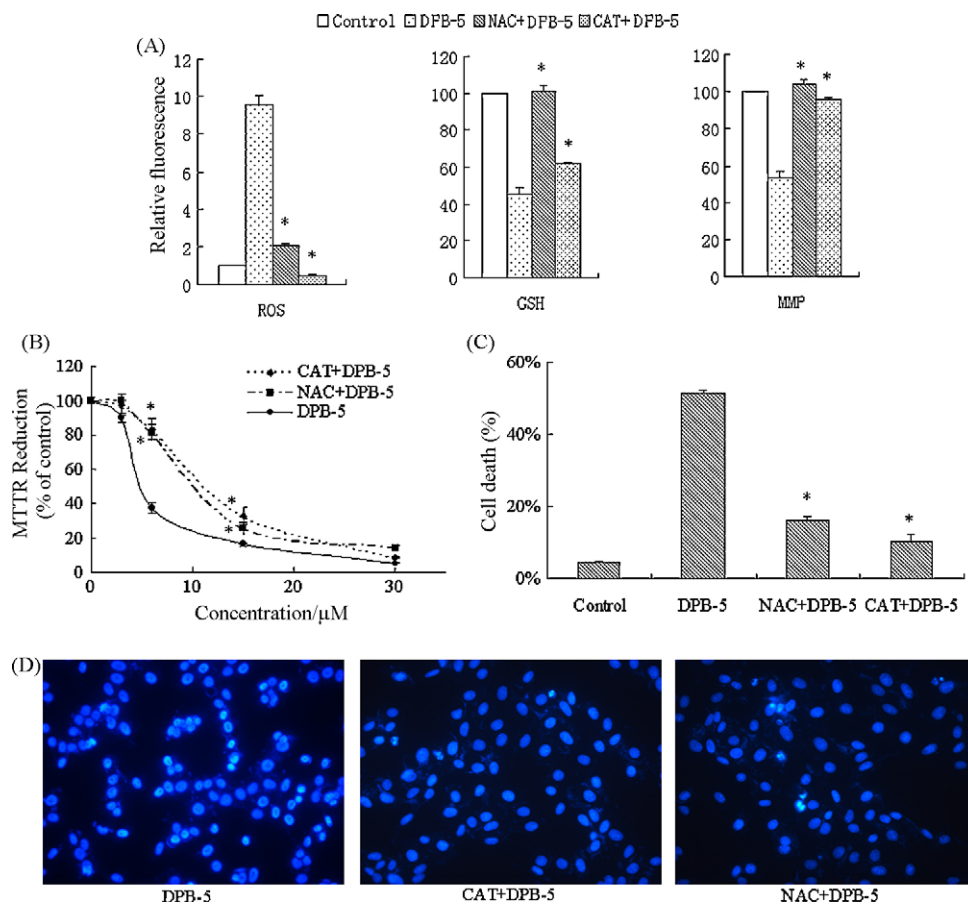 Control DPB-5 NAC+DPB-5 CAT+DPB-5
(A)
Relative fluorescence
12
10
8
6
4
2
0
ROS
120
100
80
60
40
20
0
GSH
120
100
80
60
40
20
0
MMP
* * * * * *
(B)
MTTR Reduction
(% of control)
120
100
80
60
40
20
0
CAT+DPB-5
NAC+DPB-5
DPB-5
* * * *
0 10 20 30
Concentration/μM
(C)
Cell death (%)
60%
40%
20%
0%
* *
Control DPB-5 NAC+DPB-5 CAT+DPB-5
(D)
DPB-5 CAT+DPB-5 NAC+DPB-5